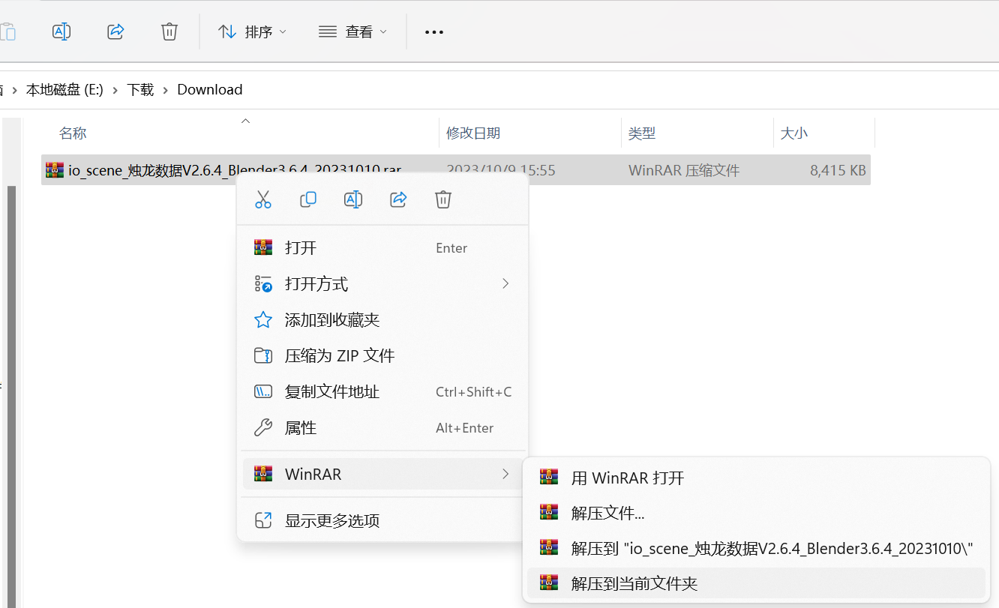 排序
查看
本地磁盘 (E:)
下载
Download
名称
修改日期
类型
大小
io_scene_烛龙数据V2.6.4_Blender3.6.4_20231010.rar
2023/10/9 15:55
WinRAR 压缩文件
8,415 KB
打开
Enter
打开方式
添加到收藏夹
压缩为 ZIP 文件
复制文件地址
Ctrl+Shift+C
属性
Alt+Enter
WinRAR
显示更多选项
用 WinRAR 打开
解压文件...
解压到 "io_scene_烛龙数据V2.6.4_Blender3.6.4_20231010\"
解压到当前文件夹